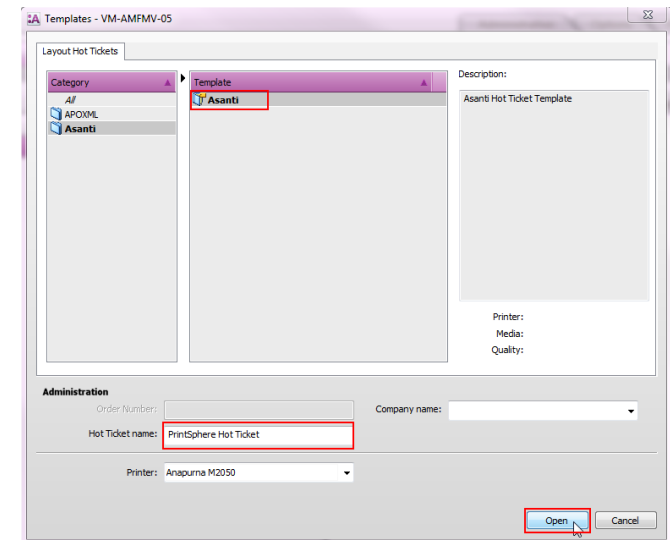 Templates - VM-AMFMV-05
Layout Hot Tickets
Category
Template
Description:
All
APOXML
Asanti
Asanti
Asanti Hot Ticket Template
Printer:
Media:
Quality:
Administration
Order Number:
Company name:
Hot Ticket name:
PrintSphere Hot Ticket
Printer:
Anapurna M2050
Open
Cancel